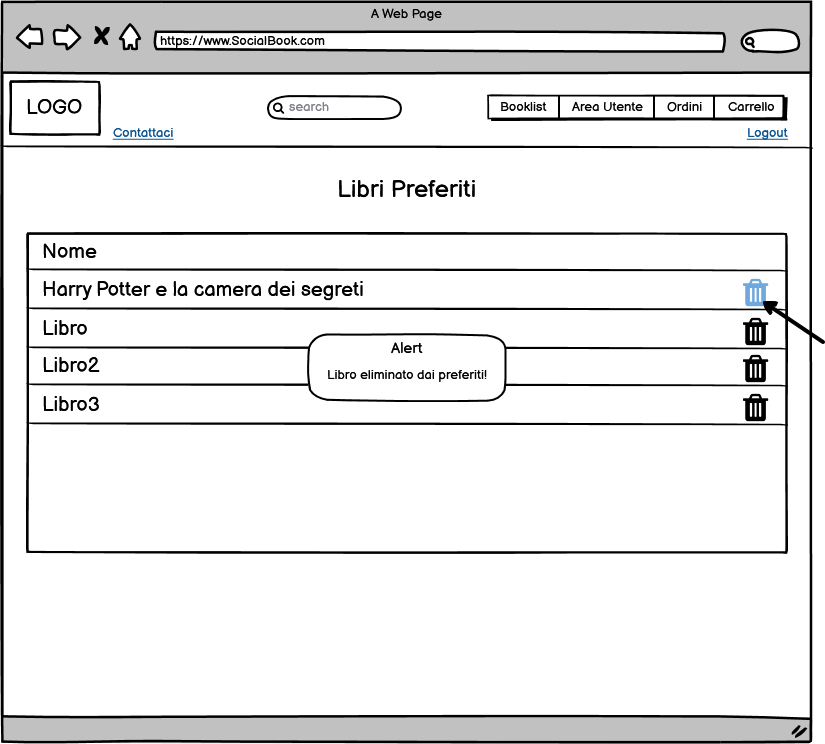 A Web Page
https://www.SocialBook.com
LOGO
search
Booklist Area Utente Ordini Carrello
Contattaci
Logout
Libri Preferiti
Nome
Harry Potter e la camera dei segreti
Libro
Alert
Libro2
Libro eliminato dai preferiti!
Libro3